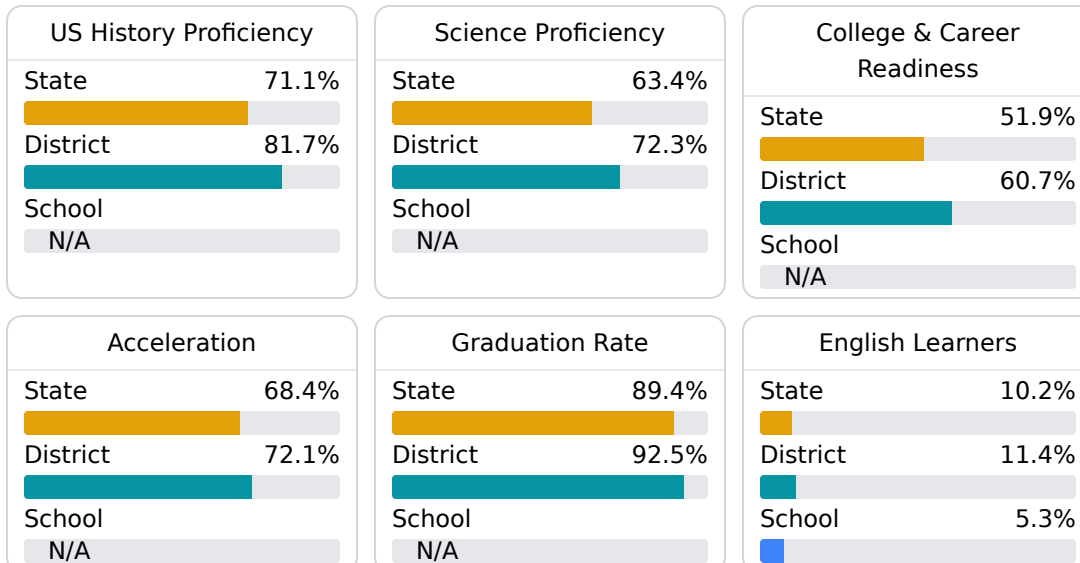 US History Proficiency
State 71.1%
District 81.7%
School
N/A
Science Proficiency
State 63.4%
District 72.3%
School
N/A
College & Career
Readiness
State 51.9%
District 60.7%
School
N/A
Acceleration
State 68.4%
District 72.1%
School
N/A
Graduation Rate
State 89.4%
District 92.5%
School
N/A
English Learners
State 10.2%
District 11.4%
School 5.3%